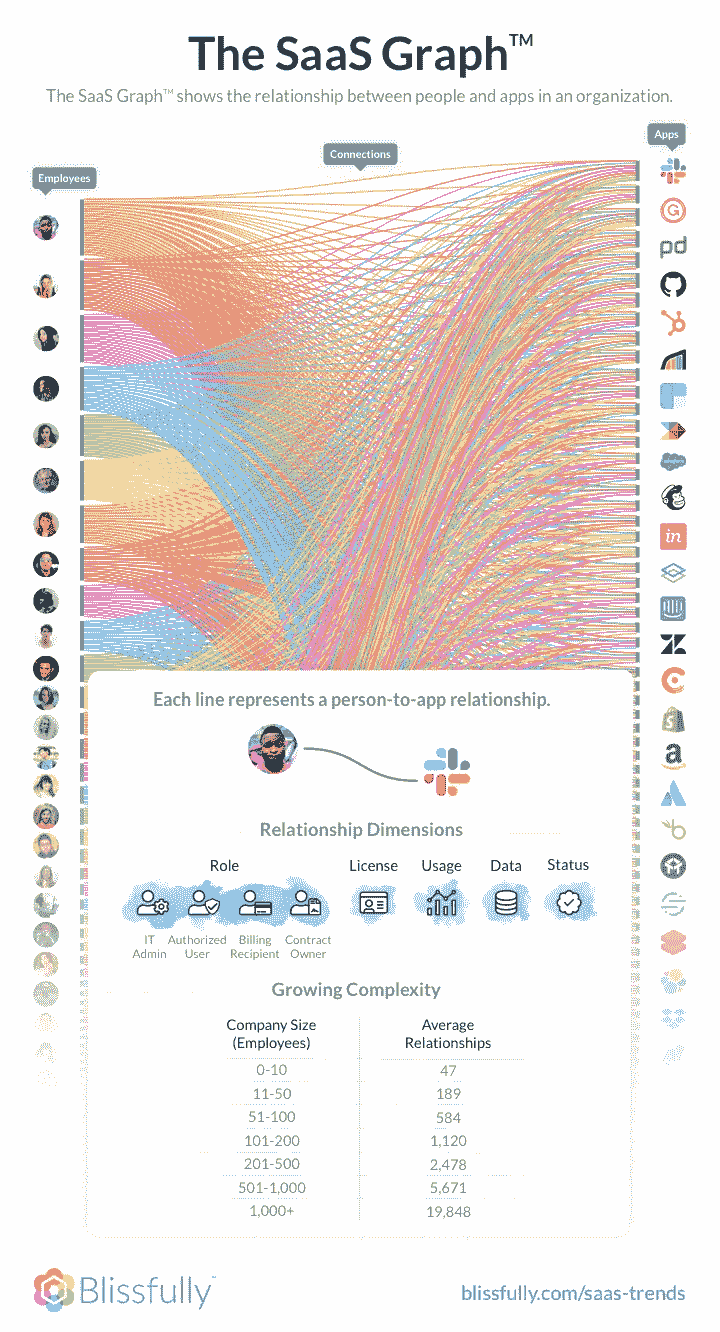 The SaaS Graph™
The SaaS Graph™ shows the relationship between people and apps in an organization.
Apps
Connections
Employees
G
pd
salesforce
in
a
Each line represents a person-to-app relationship.
Relationship Dimensions
Role
License
Usage
Data
Status
IT Admin
Authorized User
Billing Recipient
Contract Owner
Growing Complexity
Company Size (Employees)
Average Relationships
0-10 47
11-50 189
51-100 584
101-200 1,120
201-500 2,478
501-1,000 5,671
1,000+ 19,848
Blissfully™
blissfully.com/saas-trends